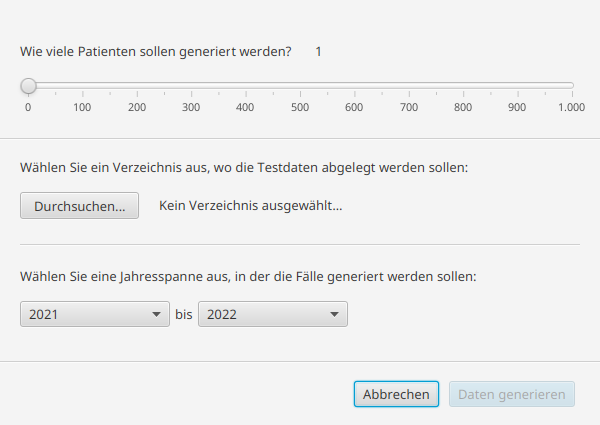 Wie viele Patienten sollen generiert werden? 1
0 100 200 300 400 500 600 700 800 900 1.000
Wählen Sie ein Verzeichnis aus, wo die Testdaten abgelegt werden sollen:
Durchsuchen... Kein Verzeichnis ausgewählt...
Wählen Sie eine Jahresspanne aus, in der die Fälle generiert werden sollen:
2021 bis 2022
Abbrechen Daten generieren